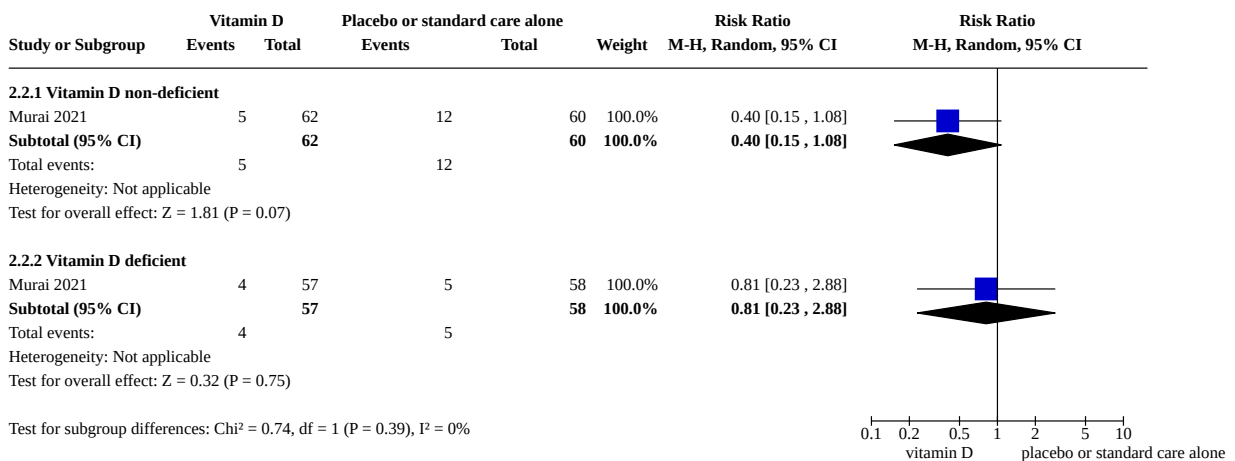 Vitamin D Placebo or standard care alone Risk Ratio Risk Ratio
Study or Subgroup Events Total Events Total Weight M-H, Random, 95% CI M-H, Random, 95% CI
2.2.1 Vitamin D non-deficient
Murai 2021 5 62 12 60 100.0% 0.40 [0.15 , 1.08]
Subtotal (95% CI) 62 60 100.0% 0.40 [0.15 , 1.08]
Total events: 5 12
Heterogeneity: Not applicable
Test for overall effect: Z = 1.81 (P = 0.07)
2.2.2 Vitamin D deficient
Murai 2021 4 57 5 58 100.0% 0.81 [0.23 , 2.88]
Subtotal (95% CI) 57 58 100.0% 0.81 [0.23 , 2.88]
Total events: 4 5
Heterogeneity: Not applicable
Test for overall effect: Z = 0.32 (P = 0.75)
Test for subgroup differences: Chi² = 0.74, df = 1 (P = 0.39), I² = 0%
0.1 0.2 0.5 1 2 5 10
vitamin D placebo or standard care alone